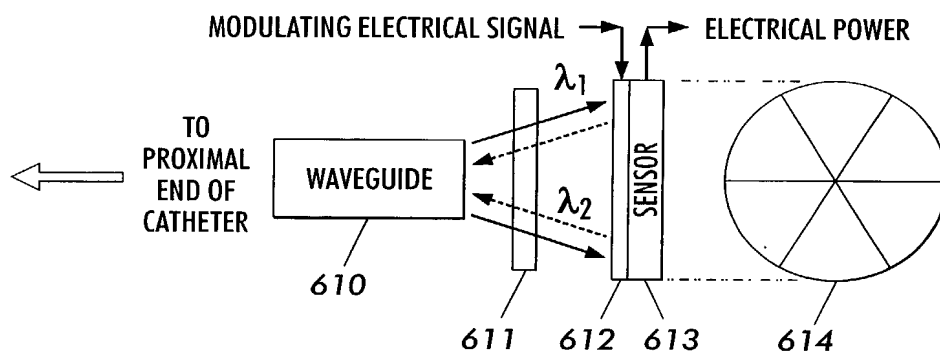 MODULATING ELECTRICAL SIGNAL
ELECTRICAL POWER
λ1
TO
PROXIMAL
END OF
CATHETER
WAVEGUIDE
SENSOR
λ2
610
611
612
613
614